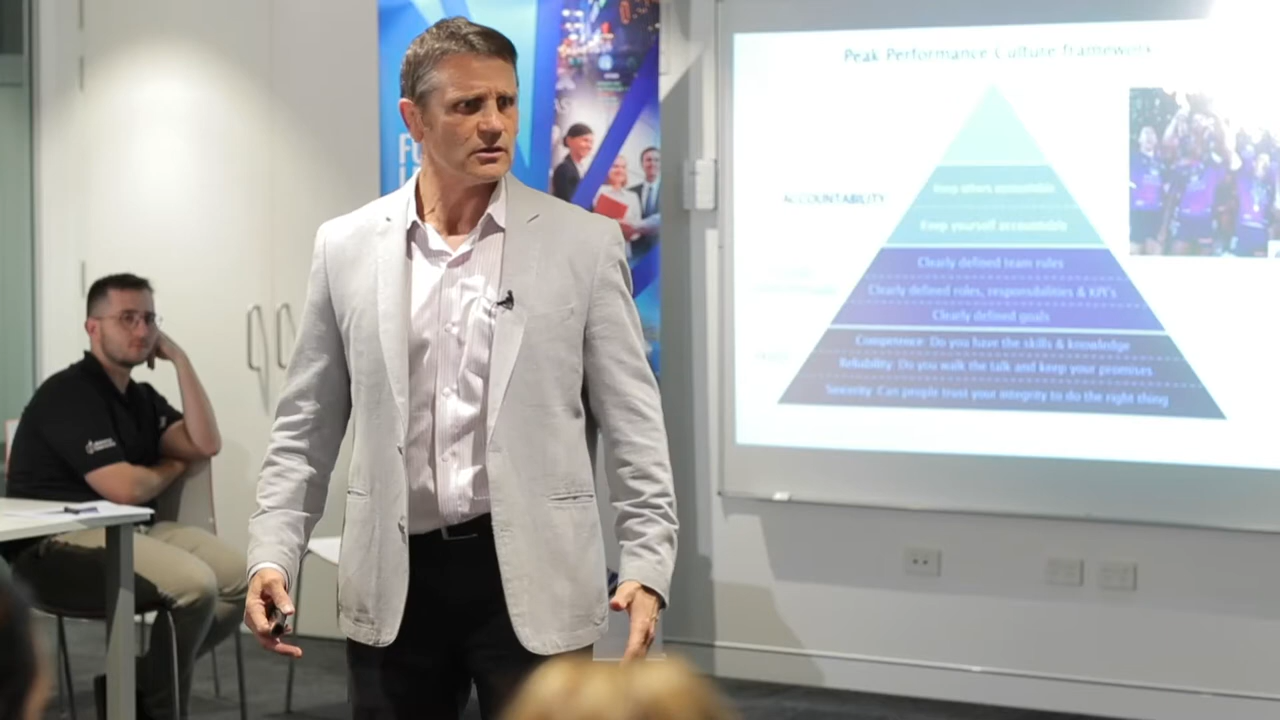 Peak Performance Culture framework
ACCOUNTABILITY
Keep others accountable
Keep yourself accountable
Clearly defined team rules
Clearly defined roles, responsibilities & KPI's
Clearly defined goals
Competence: Do you have the skills & knowledge
Reliability: Do you walk the talk and keep your promises
Sincerity: Can people trust your integrity to do the right thing